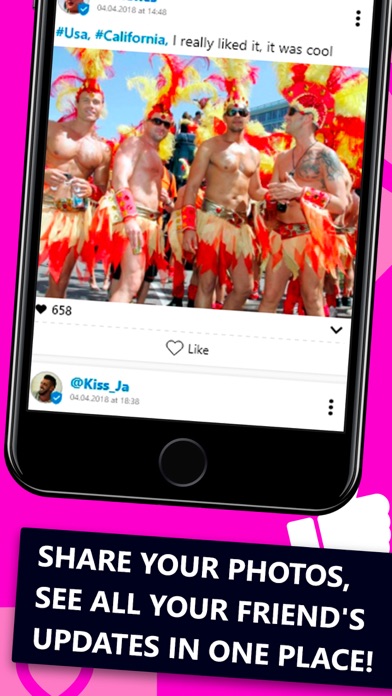 04.04.2018 at 14:48
#Usa, #California, I really liked it, it was cool
658
Like
@Kiss_Ja
04.04.2018 at 18:38
SHARE YOUR PHOTOS,
SEE ALL YOUR FRIEND'S
UPDATES IN ONE PLACE!